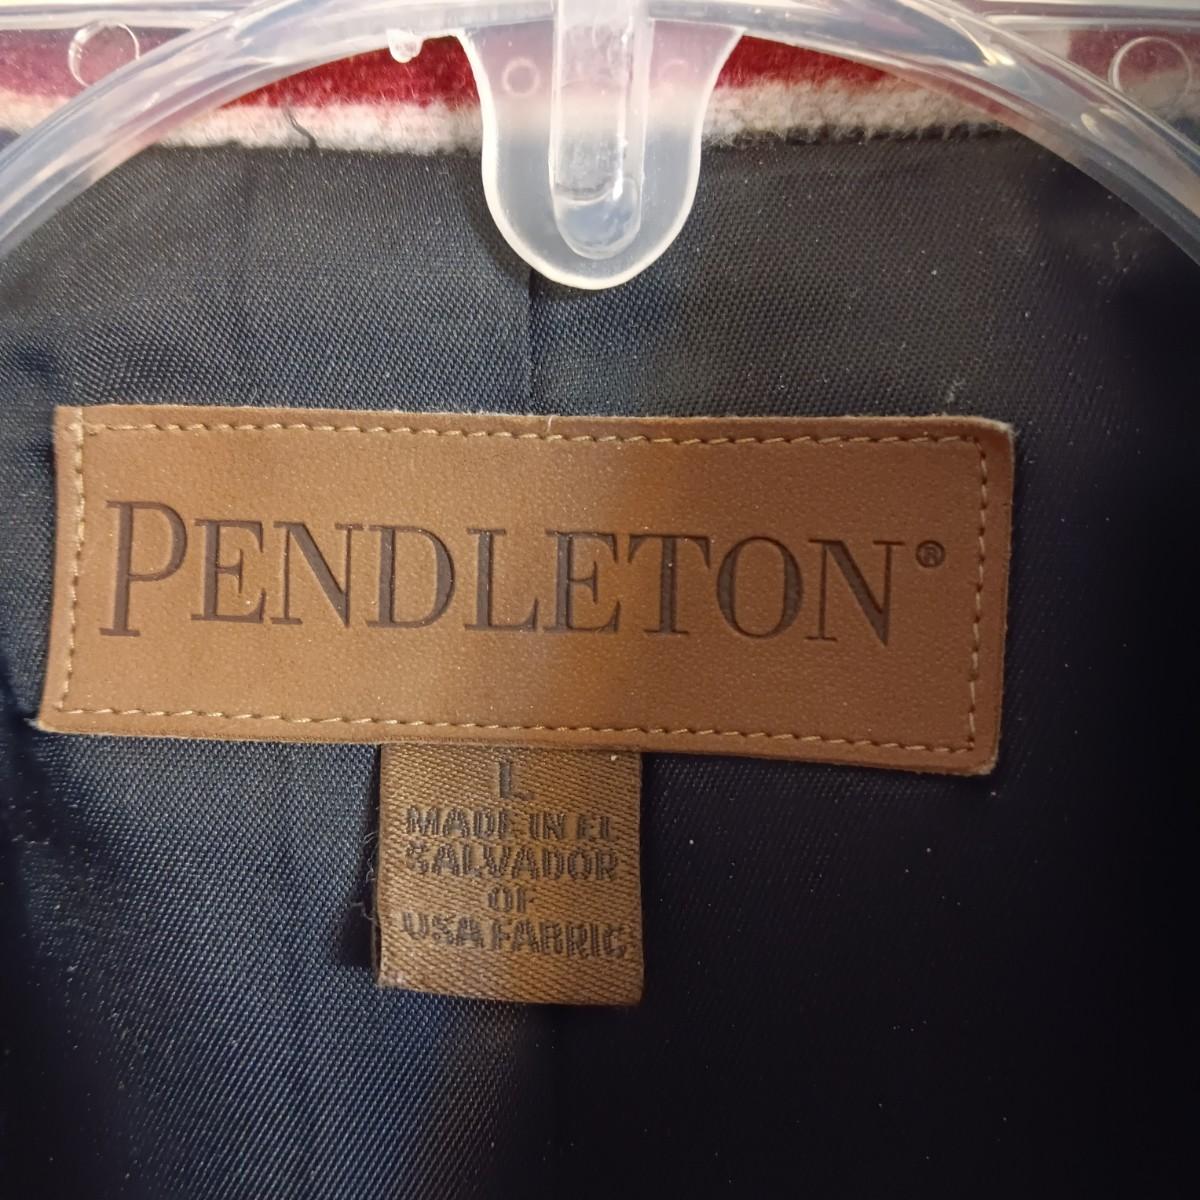 PENDLETON®
L
MADE IN EL
SALVADOR
OF
USA FABRIC